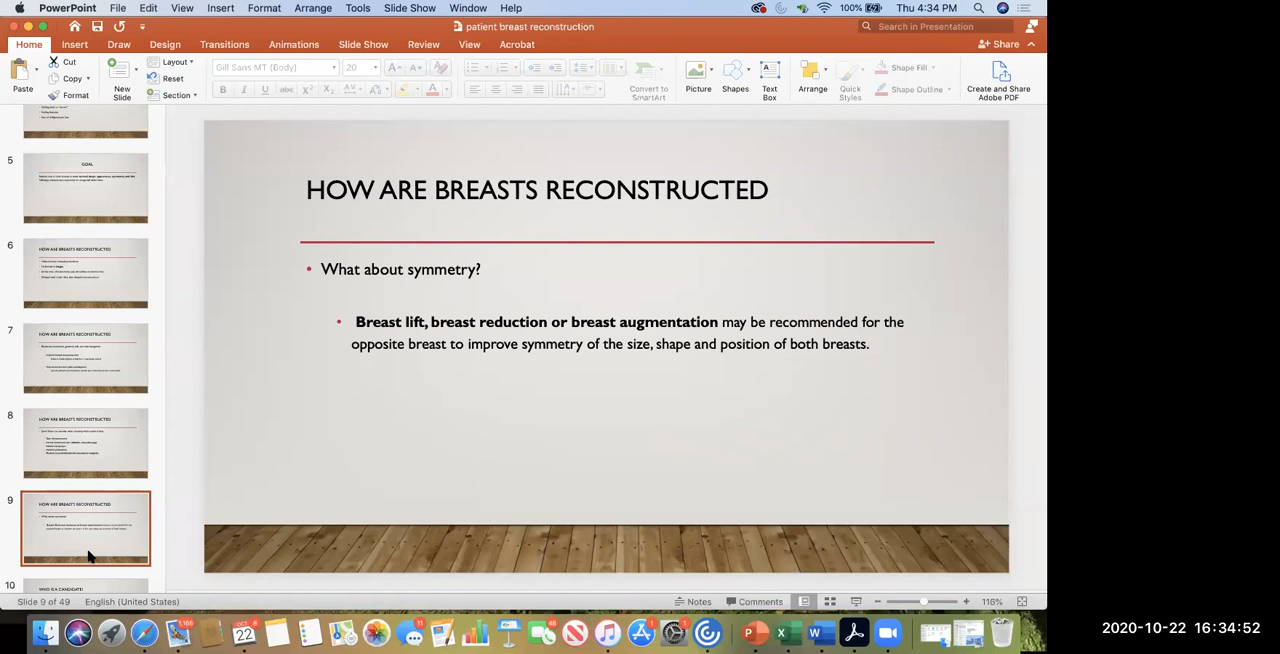 PowerPoint File Edit View Insert Format Arrange Tools Slide Show Window Help 100% Thu 4:34 PM
patient breast reconstruction Search in Presentation
Home Insert Draw Design Transitions Animations Slide Show Review View Acrobat Share
Paste Cut Copy Format
New Slide Layout Reset Section
Gill Sans MT (Body) 20
Convert to SmartArt
Picture Shapes Text Box Arrange Quick Styles Shape Fill Shape Outline
Create and Share Adobe PDF
5
GOAL
6
HOW ARE BREASTS RECONSTRUCTED
7
HOW ARE BREASTS RECONSTRUCTED
8
HOW ARE BREASTS RECONSTRUCTED
9
HOW ARE BREASTS RECONSTRUCTED
10
WHO IS A CANDIDATE?
HOW ARE BREASTS RECONSTRUCTED
• What about symmetry?
• Breast lift, breast reduction or breast augmentation may be recommended for the
opposite breast to improve symmetry of the size, shape and position of both breasts.
Slide 9 of 49 English (United States) Notes Comments 116%
2020-10-22 16:34:52